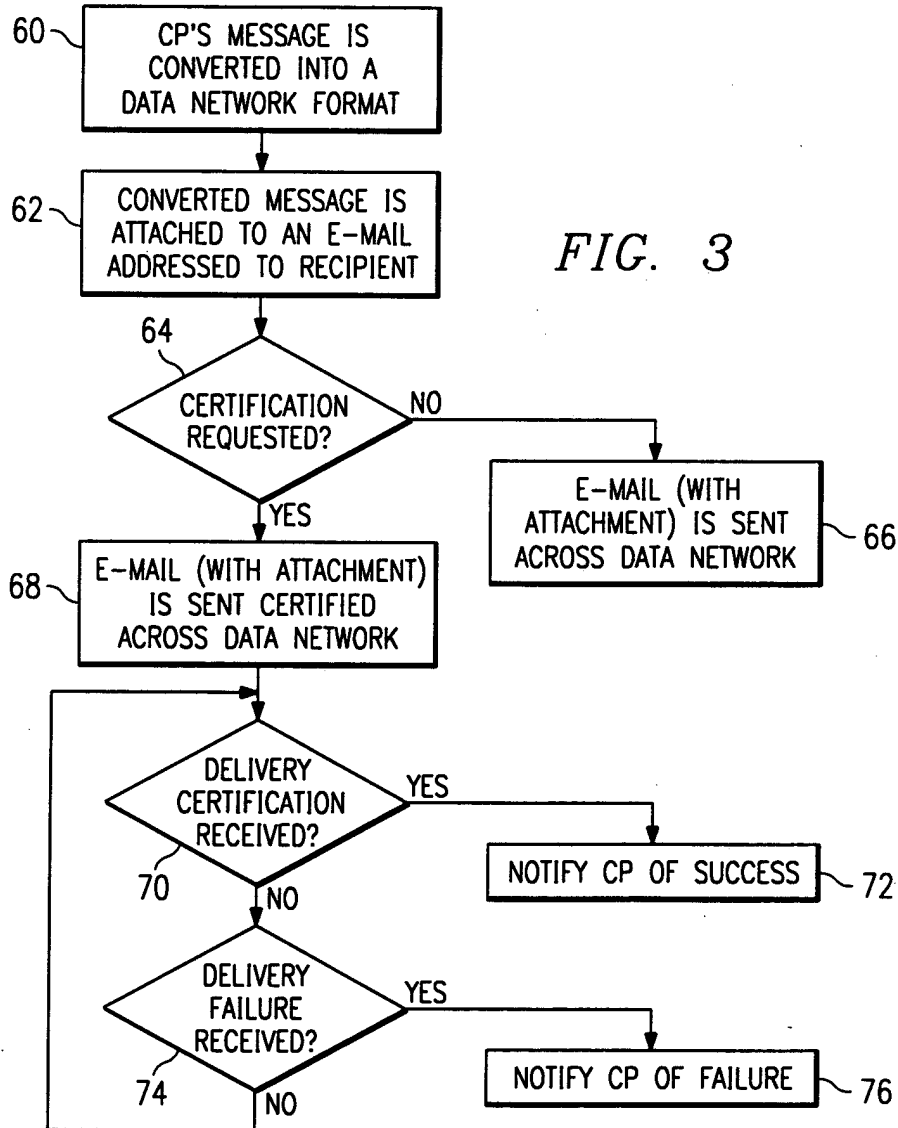 60
CP'S MESSAGE IS
CONVERTED INTO A
DATA NETWORK FORMAT
62
CONVERTED MESSAGE IS
ATTACHED TO AN E-MAIL
ADDRESSED TO RECIPIENT
FIG. 3
64
CERTIFICATION
REQUESTED?
NO
YES
E-MAIL (WITH
ATTACHMENT) IS SENT
ACROSS DATA NETWORK
66
68
E-MAIL (WITH ATTACHMENT)
IS SENT CERTIFIED
ACROSS DATA NETWORK
DELIVERY
CERTIFICATION
RECEIVED?
YES
70
NO
NOTIFY CP OF SUCCESS
72
DELIVERY
FAILURE
RECEIVED?
YES
74
NO
NOTIFY CP OF FAILURE
76